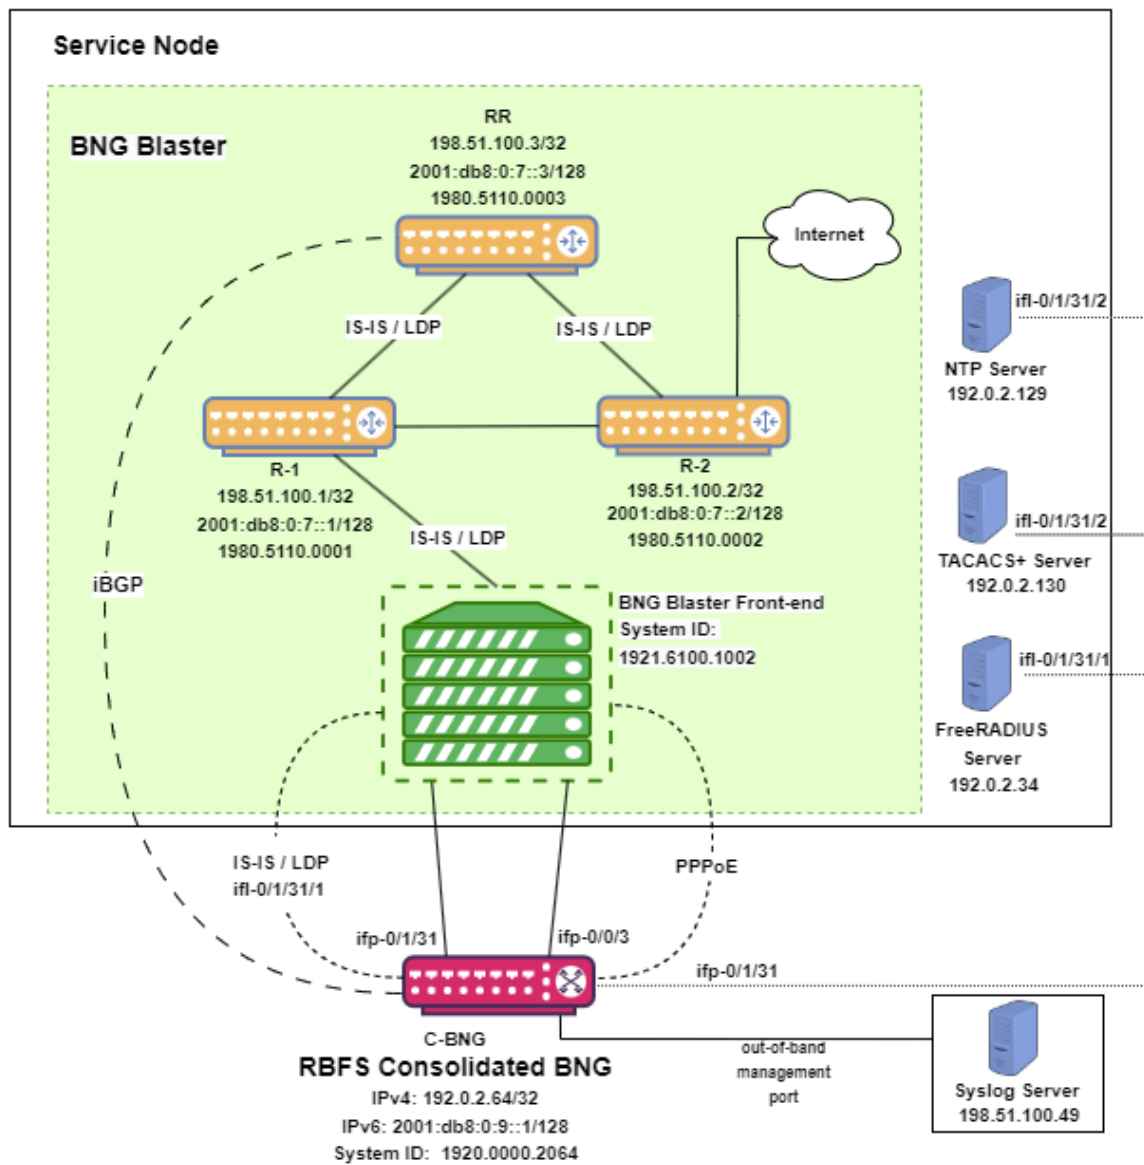 Service Node
BNG Blaster
RR
198.51.100.3/32
2001:db8:0:7::3/128
1980.5110.0003
Internet
IS-IS / LDP
IS-IS / LDP
ifl-0/1/31/2
NTP Server
192.0.2.129
R-1
198.51.100.1/32
2001:db8:0:7::1/128
1980.5110.0001
R-2
198.51.100.2/32
2001:db8:0:7::2/128
1980.5110.0002
IS-IS / LDP
ifl-0/1/31/2
TACACS+ Server
192.0.2.130
iBGP
BNG Blaster Front-end
System ID:
1921.6100.1002
ifl-0/1/31/1
FreeRADIUS
Server
192.0.2.34
IS-IS / LDP
ifl-0/1/31/1
PPPoE
ifp-0/1/31
ifp-0/0/3
ifp-0/1/31
C-BNG
RBFS Consolidated BNG
IPv4: 192.0.2.64/32
IPv6: 2001:db8:0:9::1/128
System ID: 1920.0000.2064
out-of-band
management
port
Syslog Server
198.51.100.49